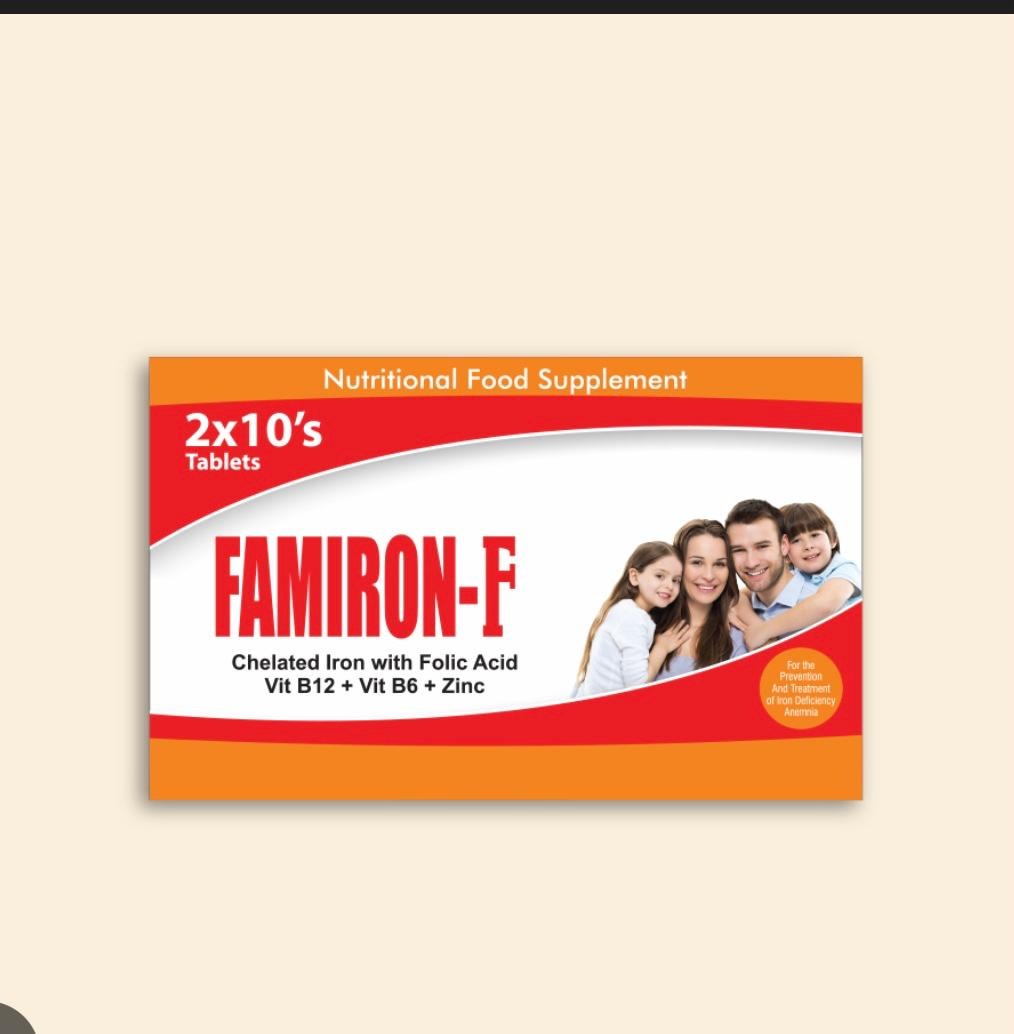 Nutritional Food Supplement
2x10's
Tablets
FAMIRON-F
Chelated Iron with Folic Acid
Vit B12 + Vit B6 + Zinc
For the
Prevention
And Treatment
of Iron Deficiency
Anemnia